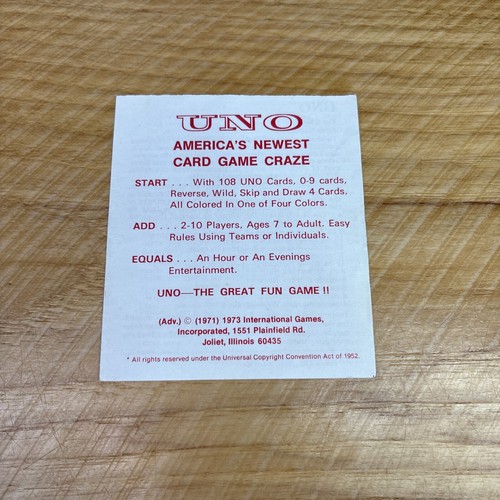 UNO
AMERICA'S NEWEST
CARD GAME CRAZE
START . . . With 108 UNO Cards, 0-9 cards,
Reverse, Wild, Skip and Draw 4 Cards.
All Colored In One of Four Colors.
ADD . . . 2-10 Players, Ages 7 to Adult. Easy
Rules Using Teams or Individuals.
EQUALS . . . An Hour or An Evenings
Entertainment.
UNO—THE GREAT FUN GAME !!
(Adv.) © (1971) 1973 International Games,
Incorporated, 1551 Plainfield Rd.
Joliet, Illinois 60435
* All rights reserved under the Universal Copyright Convention Act of 1952.